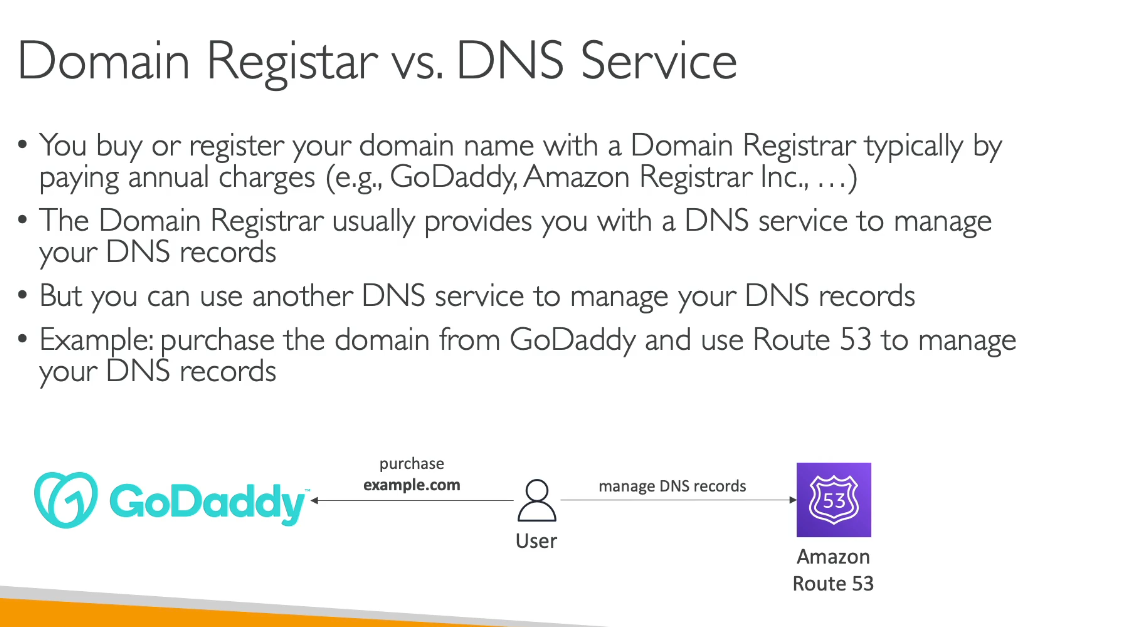 Domain Registar vs. DNS Service
• You buy or register your domain name with a Domain Registrar typically by
paying annual charges (e.g., GoDaddy, Amazon Registrar Inc., …)
• The Domain Registrar usually provides you with a DNS service to manage
your DNS records
• But you can use another DNS service to manage your DNS records
• Example: purchase the domain from GoDaddy and use Route 53 to manage
your DNS records
purchase
example.com
GoDaddy™
manage DNS records
53
User
Amazon
Route 53